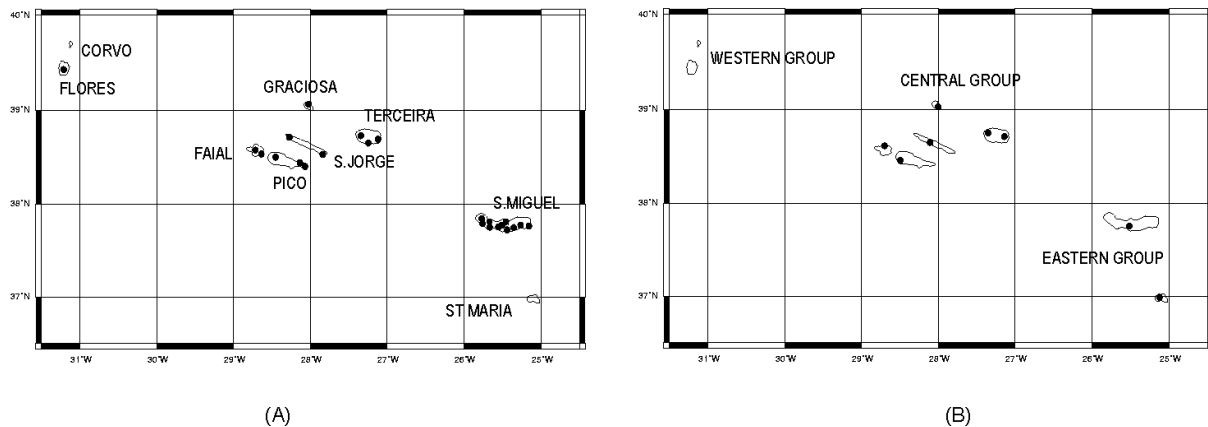 40°N
39°N
38°N
37°N
31°W 30°W 29°W 28°W 27°W 26°W 25°W
CORVO
FLORES
GRACIOSA
TERCEIRA
FAIAL
S.JORGE
PICO
S.MIGUEL
ST MARIA
(A)
40°N
39°N
38°N
37°N
31°W 30°W 29°W 28°W 27°W 26°W 25°W
WESTERN GROUP
CENTRAL GROUP
EASTERN GROUP
(B)